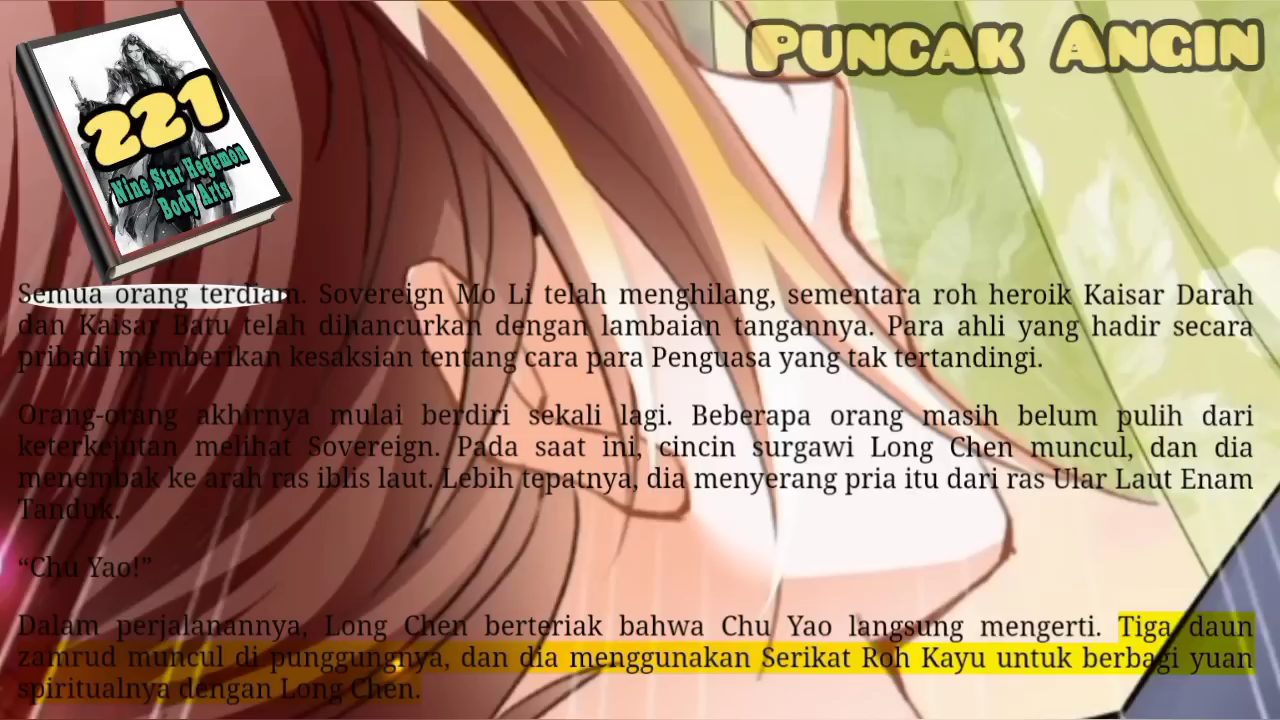 PUNCAK ANGIN
221
Nine Star Hegemon
Body Arts
Semua orang terdiam. Sovereign Mo Li telah menghilang, sementara roh heroik Kaisar Darah
dan Kaisar Batu telah dihancurkan dengan lambaian tangannya. Para ahli yang hadir secara
pribadi memberikan kesaksian tentang cara para Penguasa yang tak tertandingi.
Orang-orang akhirnya mulai berdiri sekali lagi. Beberapa orang masih belum pulih dari
keterkejutan melihat Sovereign. Pada saat ini, cincin surgawi Long Chen muncul, dan dia
menembak ke arah ras iblis laut. Lebih tepatnya, dia menyerang pria itu dari ras Ular Laut Enam
Tanduk.
“Chu Yao!”
Dalam perjalanannya, Long Chen berteriak bahwa Chu Yao langsung mengerti. Tiga daun
zamrud muncul di punggungnya, dan dia menggunakan Serikat Roh Kayu untuk berbagi yuan
spiritualnya dengan Long Chen.